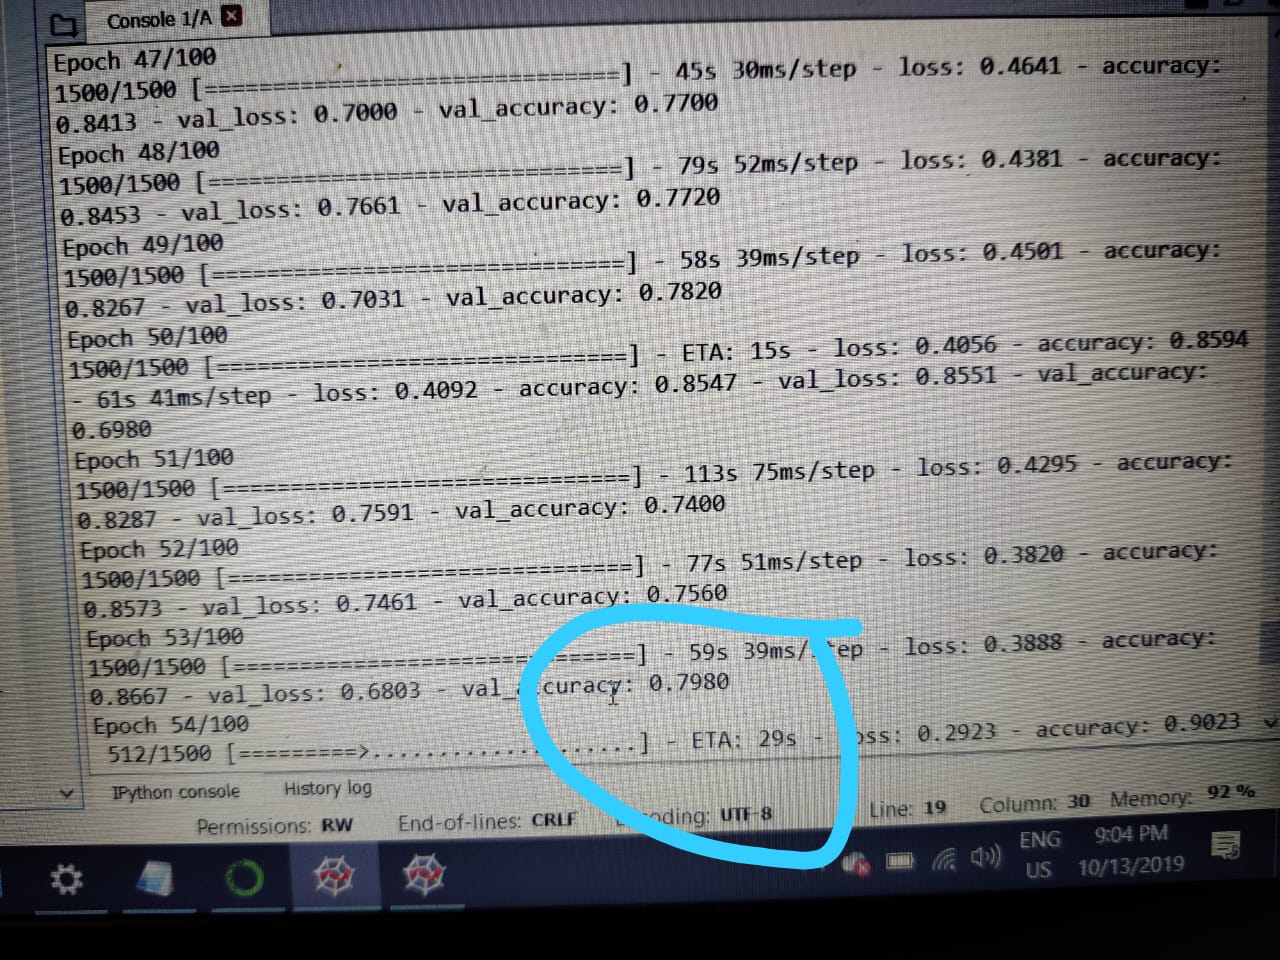 Console 1/A
Epoch 47/100
1500/1500 [==============================] - 45s 30ms/step - loss: 0.4641 - accuracy:
0.8413 - val_loss: 0.7000 - val_accuracy: 0.7700
Epoch 48/100
1500/1500 [==============================] - 79s 52ms/step - loss: 0.4381 - accuracy:
0.8453 - val_loss: 0.7661 - val_accuracy: 0.7720
Epoch 49/100
1500/1500 [==============================] - 58s 39ms/step - loss: 0.4501 - accuracy:
0.8267 - val_loss: 0.7031 - val_accuracy: 0.7820
Epoch 50/100
1500/1500 [==============================] - ETA: 15s - loss: 0.4056 - accuracy: 0.8594
- 61s 41ms/step - loss: 0.4092 - accuracy: 0.8547 - val_loss: 0.8551 - val_accuracy:
0.6980
Epoch 51/100
1500/1500 [==============================] - 113s 75ms/step - loss: 0.4295 - accuracy:
0.8287 - val_loss: 0.7591 - val_accuracy: 0.7400
Epoch 52/100
1500/1500 [==============================] - 77s 51ms/step - loss: 0.3820 - accuracy:
0.8573 - val_loss: 0.7461 - val_accuracy: 0.7560
Epoch 53/100
1500/1500 [==============================] - 59s 39ms/step - loss: 0.3888 - accuracy:
0.8667 - val_loss: 0.6803 - val_accuracy: 0.7980
Epoch 54/100
512/1500 [=========>....................] - ETA: 29s - loss: 0.2923 - accuracy: 0.9023
IPython console History log
Permissions: RW End-of-lines: CRLF Encoding: UTF-8 Line: 19 Column: 30 Memory: 92 %
ENG 9:04 PM
US 10/13/2019